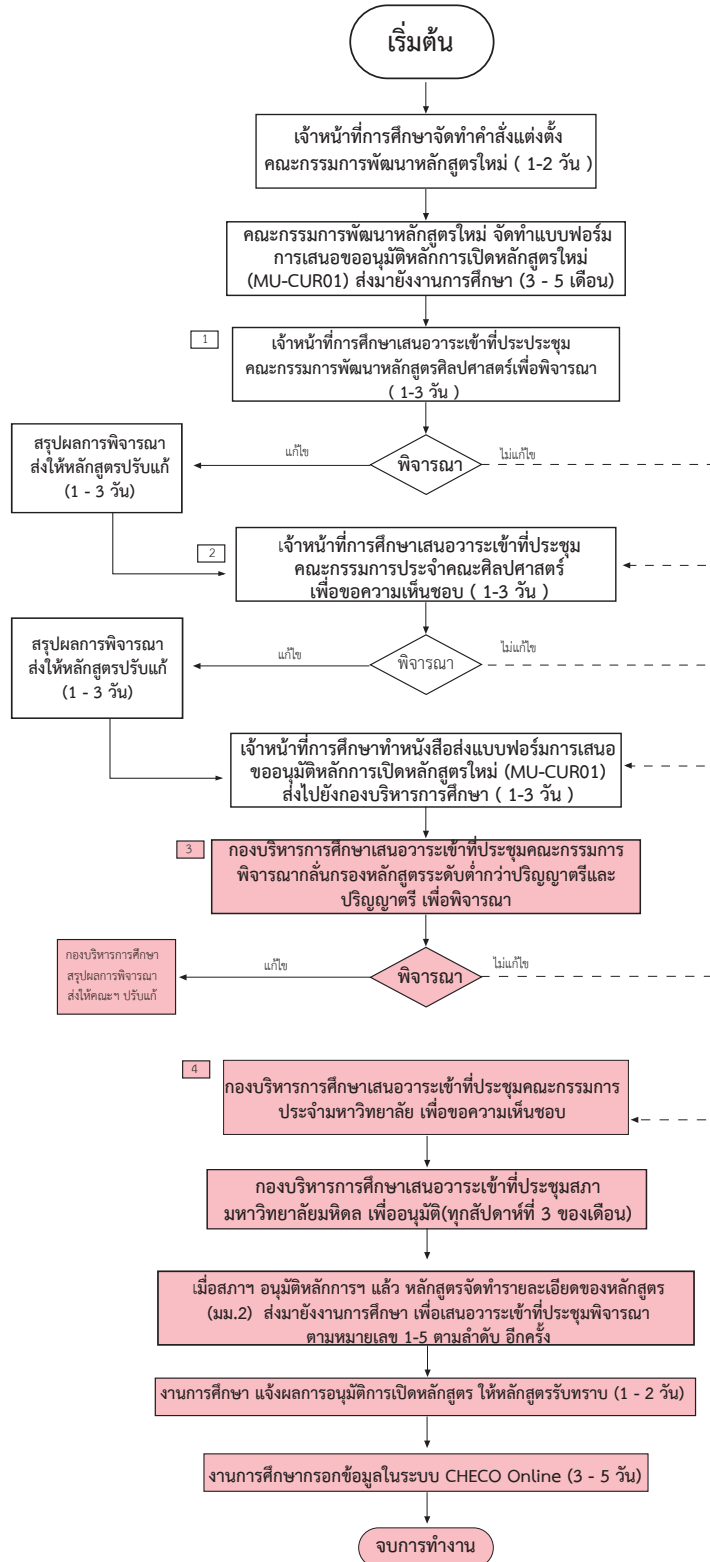 เริ่มต้น
เจ้าหน้าที่การศึกษาจัดทำคำสั่งแต่งตั้ง
คณะกรรมการพัฒนาหลักสูตรใหม่ ( 1-2 วัน )
คณะกรรมการพัฒนาหลักสูตรใหม่ จัดทำแบบฟอร์ม
การเสนอขออนุมัติหลักการเปิดหลักสูตรใหม่
(MU-CUR01) ส่งมายังงานการศึกษา (3 - 5 เดือน)
1
เจ้าหน้าที่การศึกษาเสนอวาระเข้าที่ประประชุม
คณะกรรมการพัฒนาหลักสูตรศิลปศาสตร์เพื่อพิจารณา
( 1-3 วัน )
สรุปผลการพิจารณา
ส่งให้หลักสูตรปรับแก้
(1 - 3 วัน)
แก้ไข
พิจารณา
ไม่แก้ไข
2
เจ้าหน้าที่การศึกษาเสนอวาระเข้าที่ประชุม
คณะกรรมการประจำคณะศิลปศาสตร์
เพื่อขอความเห็นชอบ ( 1-3 วัน )
สรุปผลการพิจารณา
ส่งให้หลักสูตรปรับแก้
(1 - 3 วัน)
แก้ไข
พิจารณา
ไม่แก้ไข
เจ้าหน้าที่การศึกษาทำหนังสือส่งแบบฟอร์มการเสนอ
ขออนุมัติหลักการเปิดหลักสูตรใหม่ (MU-CUR01)
ส่งไปยังกองบริหารการศึกษา ( 1-3 วัน )
3
กองบริหารการศึกษาเสนอวาระเข้าที่ประชุมคณะกรรมการ
พิจารณากลั่นกรองหลักสูตรระดับต่ำกว่าปริญญาตรีและ
ปริญญาตรี เพื่อพิจารณา
กองบริหารการศึกษา
สรุปผลการพิจารณา
ส่งให้คณะฯ ปรับแก้
แก้ไข
พิจารณา
ไม่แก้ไข
4
กองบริหารการศึกษาเสนอวาระเข้าที่ประชุมคณะกรรมการ
ประจำมหาวิทยาลัย เพื่อขอความเห็นชอบ
กองบริหารการศึกษาเสนอวาระเข้าที่ประชุมสภา
มหาวิทยาลัยมหิดล เพื่ออนุมัติ(ทุกสัปดาห์ที่ 3 ของเดือน)
เมื่อสภาฯ อนุมัติหลักการฯ แล้ว หลักสูตรจัดทำรายละเอียดของหลักสูตร
(มม.2) ส่งมายังงานการศึกษา เพื่อเสนอวาระเข้าที่ประชุมพิจารณา
ตามหมายเลข 1-5 ตามลำดับ อีกครั้ง
งานการศึกษา แจ้งผลการอนุมัติการเปิดหลักสูตร ให้หลักสูตรรับทราบ (1 - 2 วัน)
งานการศึกษากรอกข้อมูลในระบบ CHECO Online (3 - 5 วัน)
จบการทำงาน